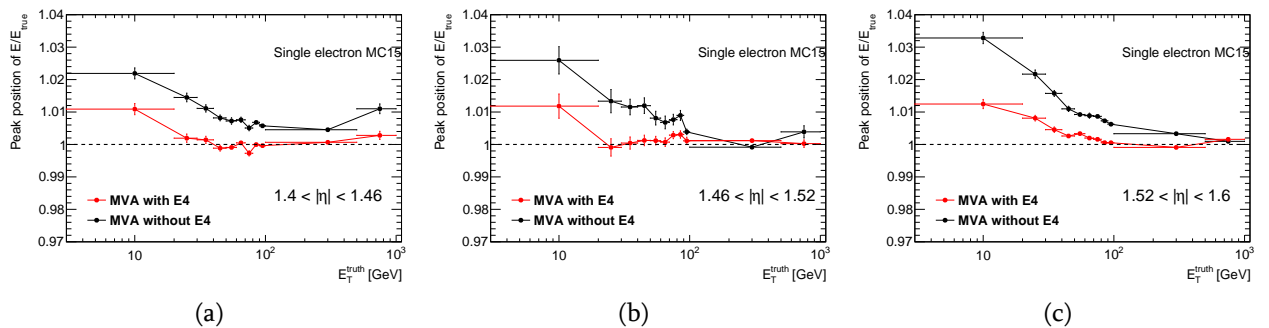 Peak position of E/E_true
1.04
1.03
1.02
1.01
1
0.99
0.98
0.97
Single electron MC15
MVA with E4
MVA without E4
1.4 < |η| < 1.46
10
10²
10³
E_T^truth [GeV]
(a)
Peak position of E/E_true
1.04
1.03
1.02
1.01
1
0.99
0.98
0.97
Single electron MC15
MVA with E4
MVA without E4
1.46 < |η| < 1.52
10
10²
10³
E_T^truth [GeV]
(b)
Peak position of E/E_true
1.04
1.03
1.02
1.01
1
0.99
0.98
0.97
Single electron MC15
MVA with E4
MVA without E4
1.52 < |η| < 1.6
10
10²
10³
E_T^truth [GeV]
(c)